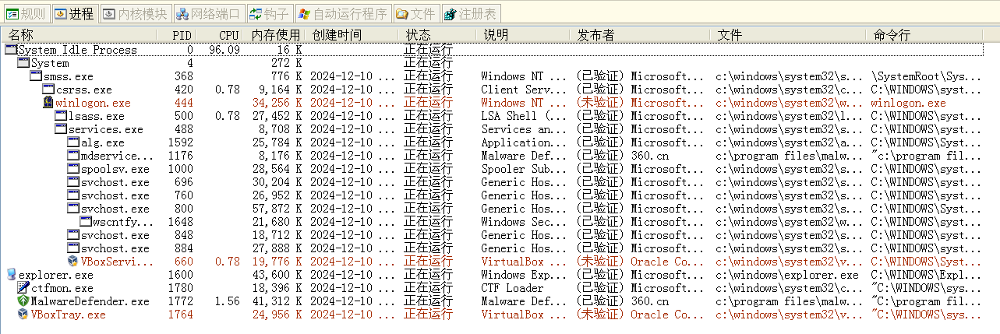 规则 进程 内核模块 网络端口 钩子 自动运行程序 文件 注册表
名称 PID CPU 内存使用 创建时间 状态 说明 发布者 文件 命令行
System Idle Process 0 96.09 16 K 正在运行
System 4 272 K 正在运行
smss.exe 368 776 K 2024-12-10 ... 正在运行 Windows NT ... (已验证) Microsoft... c:\windows\system32\s... \SystemRoot\Sys...
csrss.exe 420 0.78 9,164 K 2024-12-10 ... 正在运行 Client Serv... (已验证) Microsoft... c:\windows\system32\c... C:\WINDOWS\syst...
winlogon.exe 444 34,256 K 2024-12-10 ... 正在运行 Windows NT ... (未验证) Microsoft... c:\windows\system32\w... winlogon.exe
lsass.exe 500 0.78 27,452 K 2024-12-10 ... 正在运行 LSA Shell (... (已验证) Microsoft... c:\windows\system32\l... C:\WINDOWS\syst...
services.exe 488 8,708 K 2024-12-10 ... 正在运行 Services an... (已验证) Microsoft... c:\windows\system32\s... C:\WINDOWS\syst...
alg.exe 1592 25,784 K 2024-12-10 ... 正在运行 Application... (已验证) Microsoft... c:\windows\system32\a... C:\WINDOWS\Syst...
mdservice... 1176 8,176 K 2024-12-10 ... 正在运行 Malware Def... (已验证) 360.cn c:\program files\malw... "c:\program fil...
spoolsv.exe 1000 28,564 K 2024-12-10 ... 正在运行 Spooler Sub... (已验证) Microsoft... c:\windows\system32\s... C:\WINDOWS\syst...
svchost.exe 696 30,204 K 2024-12-10 ... 正在运行 Generic Hos... (已验证) Microsoft... c:\windows\system32\s... C:\WINDOWS\syst...
svchost.exe 760 26,952 K 2024-12-10 ... 正在运行 Generic Hos... (已验证) Microsoft... c:\windows\system32\s... C:\WINDOWS\syst...
svchost.exe 800 57,872 K 2024-12-10 ... 正在运行 Generic Hos... (已验证) Microsoft... c:\windows\system32\s... C:\WINDOWS\Syst...
wscntfy... 1648 21,680 K 2024-12-10 ... 正在运行 Windows Sec... (已验证) Microsoft... c:\windows\system32\w... C:\WINDOWS\syst...
svchost.exe 848 18,712 K 2024-12-10 ... 正在运行 Generic Hos... (已验证) Microsoft... c:\windows\system32\s... C:\WINDOWS\syst...
svchost.exe 884 27,888 K 2024-12-10 ... 正在运行 Generic Hos... (已验证) Microsoft... c:\windows\system32\s... C:\WINDOWS\syst...
VBoxServi... 660 0.78 19,776 K 2024-12-10 ... 正在运行 VirtualBox ... (未验证) Oracle Co... c:\windows\system32\v... C:\WINDOWS\Syst...
explorer.exe 1600 43,600 K 2024-12-10 ... 正在运行 Windows Exp... (已验证) Microsoft... c:\windows\explorer.exe C:\WINDOWS\Expl...
ctfmon.exe 1780 18,396 K 2024-12-10 ... 正在运行 CTF Loader (已验证) Microsoft... c:\windows\system32\c... "C:\WINDOWS\sys...
MalwareDefender.exe 1772 1.56 41,312 K 2024-12-10 ... 正在运行 Malware Def... (已验证) 360.cn c:\program files\malw... "C:\program fil...
VBoxTray.exe 1764 24,956 K 2024-12-10 ... 正在运行 VirtualBox ... (未验证) Oracle Co... c:\windows\system32\v... "C:\WINDOWS\sys...